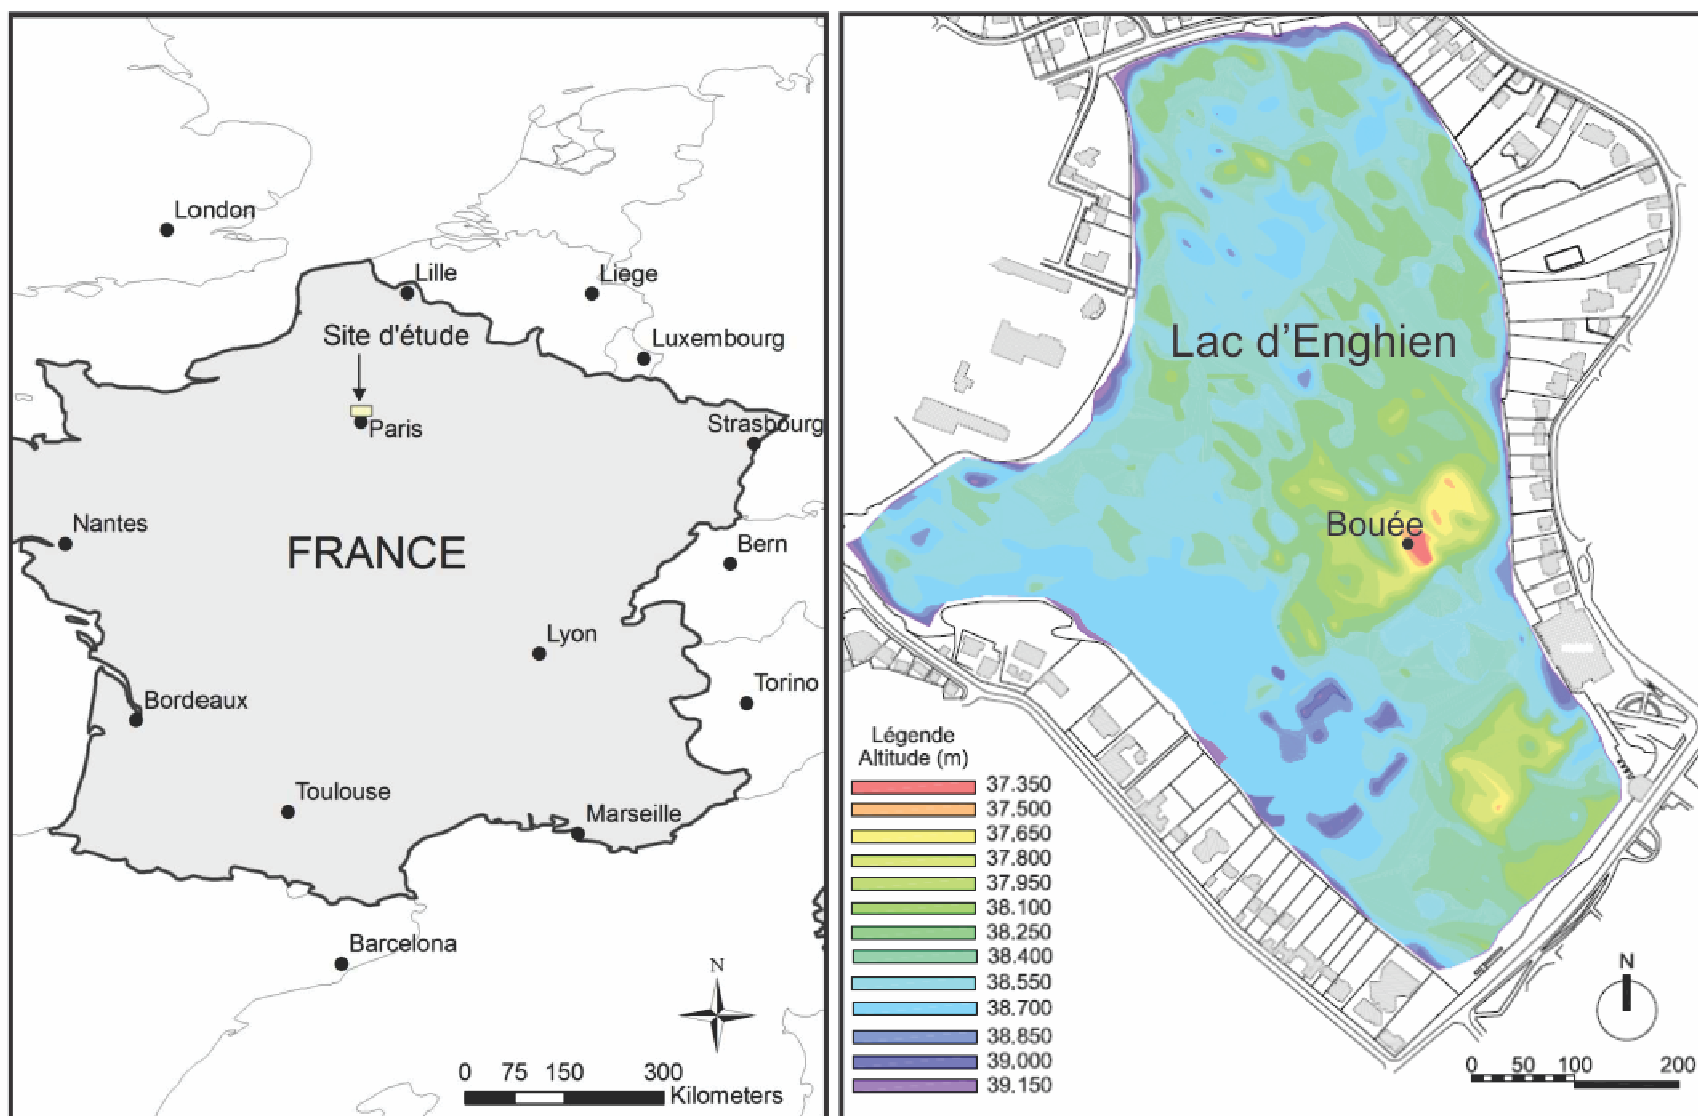 London
Lille
Liege
Site d'étude
Luxembourg
Paris
Strasbourg
Nantes
FRANCE
Bern
Lyon
Torino
Bordeaux
Toulouse
Marseille
Barcelona
N
0 75 150 300
Kilometers
Lac d'Enghien
Bouée
Légende
Altitude (m)
37.350
37.500
37.650
37.800
37.950
38.100
38.250
38.400
38.550
38.700
38.850
39.000
39.150
N
0 50 100 200